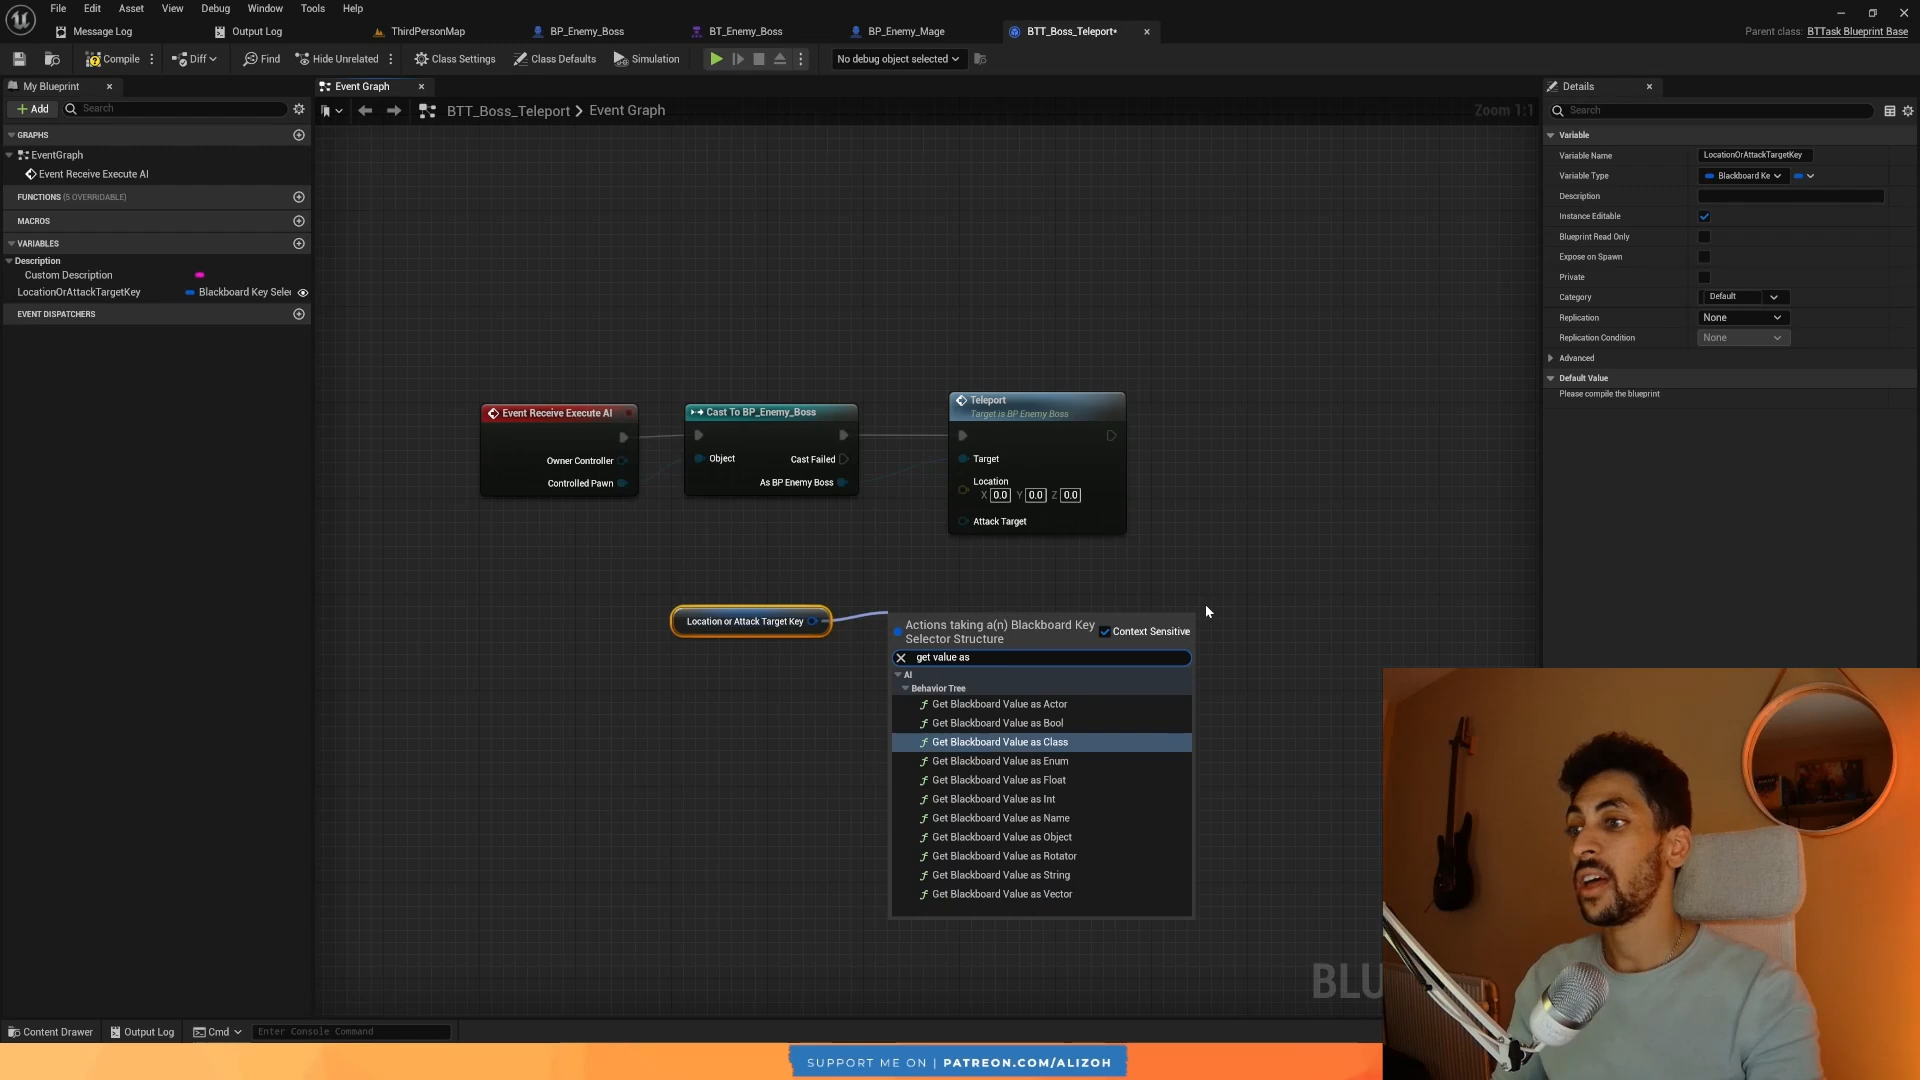 File Edit Asset View Debug Window Tools Help
Message Log Output Log ThirdPersonMap BP_Enemy_Boss BT_Enemy_Boss BP_Enemy_Mage BTT_Boss_Teleport• Parent class: BTTask Blueprint Base
Compile Diff Find Hide Unrelated Class Settings Class Defaults Simulation No debug object selected
My Blueprint Event Graph Details
+ Add Search BTT_Boss_Teleport > Event Graph Zoom 1:1 Search
GRAPHS
EventGraph
Event Receive Execute AI
FUNCTIONS (5 OVERRIDABLE)
MACROS
VARIABLES
Description
Custom Description
LocationOrAttackTargetKey Blackboard Key Selec
EVENT DISPATCHERS
Event Receive Execute AI
Owner Controller
Controlled Pawn
Cast To BP_Enemy_Boss
Object Cast Failed
As BP Enemy Boss
Teleport
Target is BP Enemy Boss
Target
Location
X 0.0 Y 0.0 Z 0.0
Attack Target
Location or Attack Target Key
Actions taking a(n) Blackboard Key
Selector Structure
Context Sensitive
get value as
AI
Behavior Tree
Get Blackboard Value as Actor
Get Blackboard Value as Bool
Get Blackboard Value as Class
Get Blackboard Value as Enum
Get Blackboard Value as Float
Get Blackboard Value as Int
Get Blackboard Value as Name
Get Blackboard Value as Object
Get Blackboard Value as Rotator
Get Blackboard Value as String
Get Blackboard Value as Vector
BLU
Variable
Variable Name LocationOrAttackTargetKey
Variable Type Blackboard Ke
Description
Instance Editable
Blueprint Read Only
Expose on Spawn
Private
Category Default
Replication None
Replication Condition None
Advanced
Default Value
Please compile the blueprint
Content Drawer Output Log Cmd Enter Console Command
SUPPORT ME ON | PATREON.COM/ALIZOH